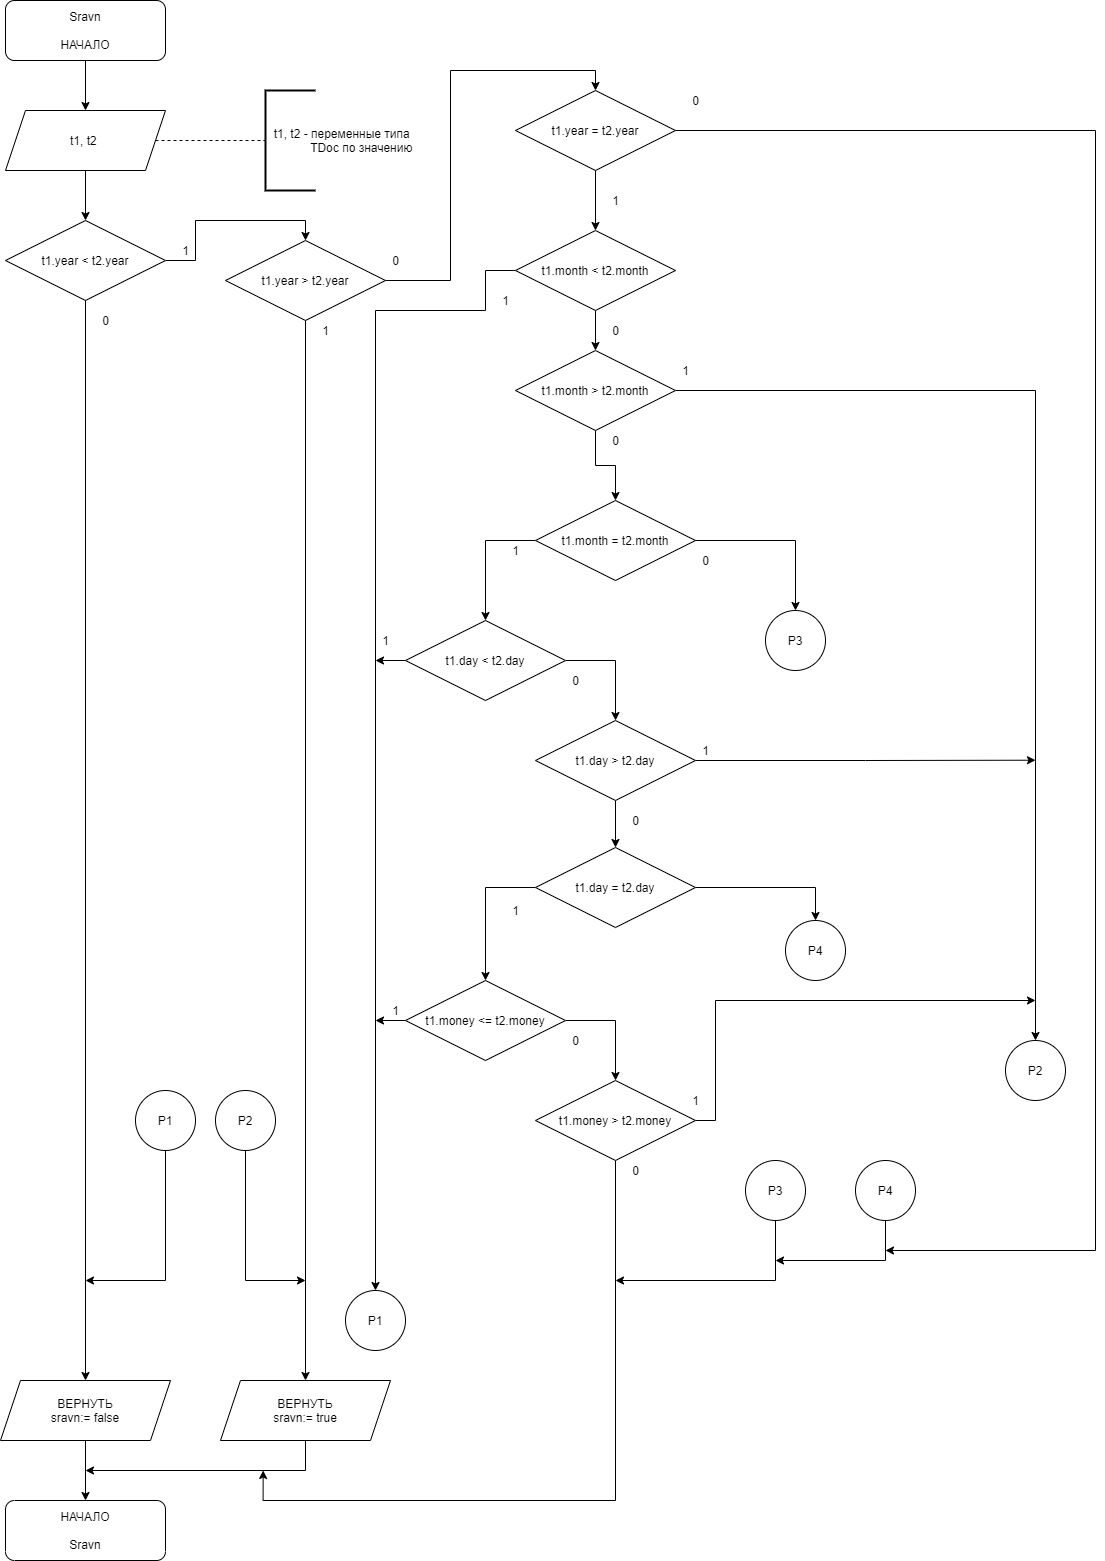 Sravn
НАЧАЛО
t1, t2
t1, t2 - переменные типа
TDoc по значению
t1.year = t2.year
0
1
t1.year < t2.year
1
0
t1.year > t2.year
0
1
t1.month < t2.month
1
0
t1.month > t2.month
1
0
t1.month = t2.month
1
0
P3
t1.day < t2.day
1
0
t1.day > t2.day
1
0
t1.day = t2.day
1
P4
t1.money <= t2.money
1
0
P2
t1.money > t2.money
1
0
P1
P2
P3
P4
P1
ВЕРНУТЬ
sravn:= false
ВЕРНУТЬ
sravn:= true
НАЧАЛО
Sravn